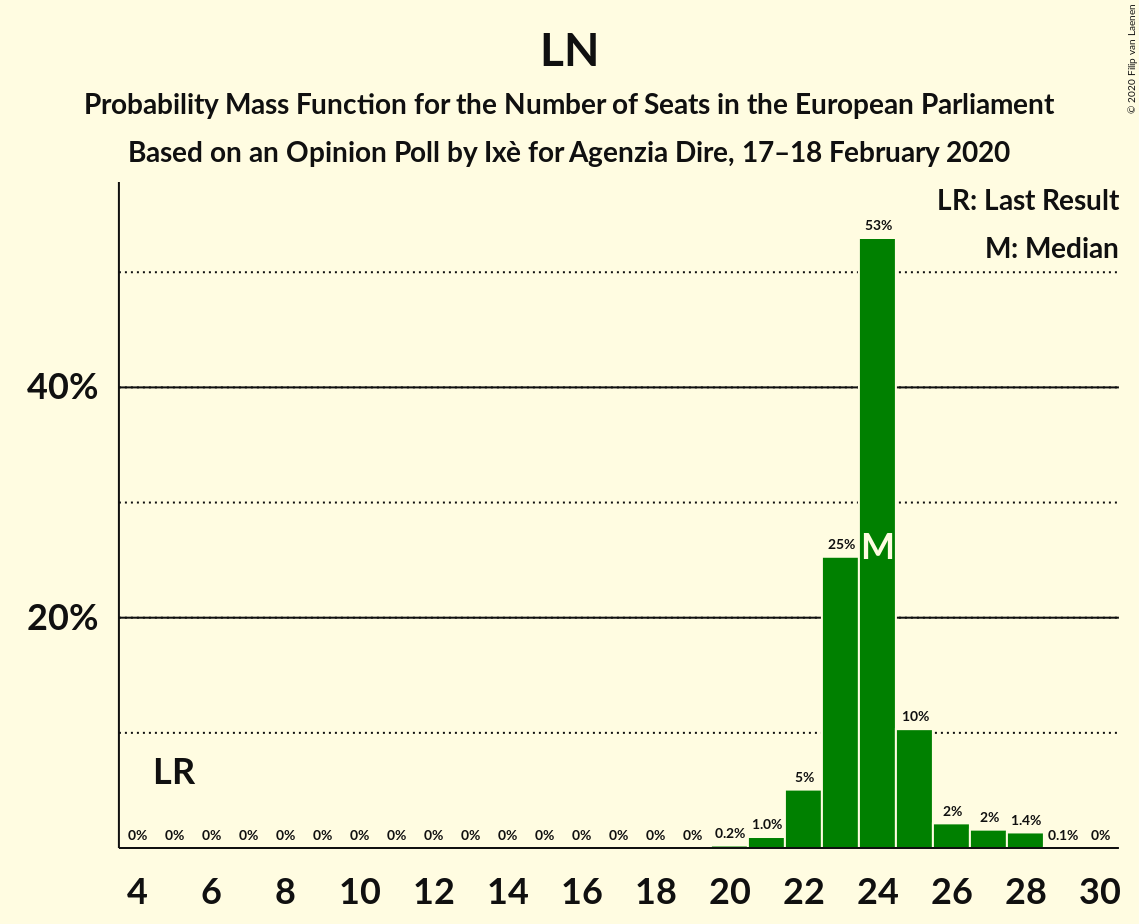 LN
Probability Mass Function for the Number of Seats in the European Parliament
Based on an Opinion Poll by Ixè for Agenzia Dire, 17–18 February 2020
© 2020 Filip van Laenen
LR: Last Result
M: Median
53%
40%
25%
M
20%
10%
LR
5%
0% 0% 0% 0% 0% 0% 0% 0% 0% 0% 0% 0% 0% 0% 0% 0% 0.2% 1.0% 2% 2% 1.4% 0.1% 0%
4 6 8 10 12 14 16 18 20 22 24 26 28 30